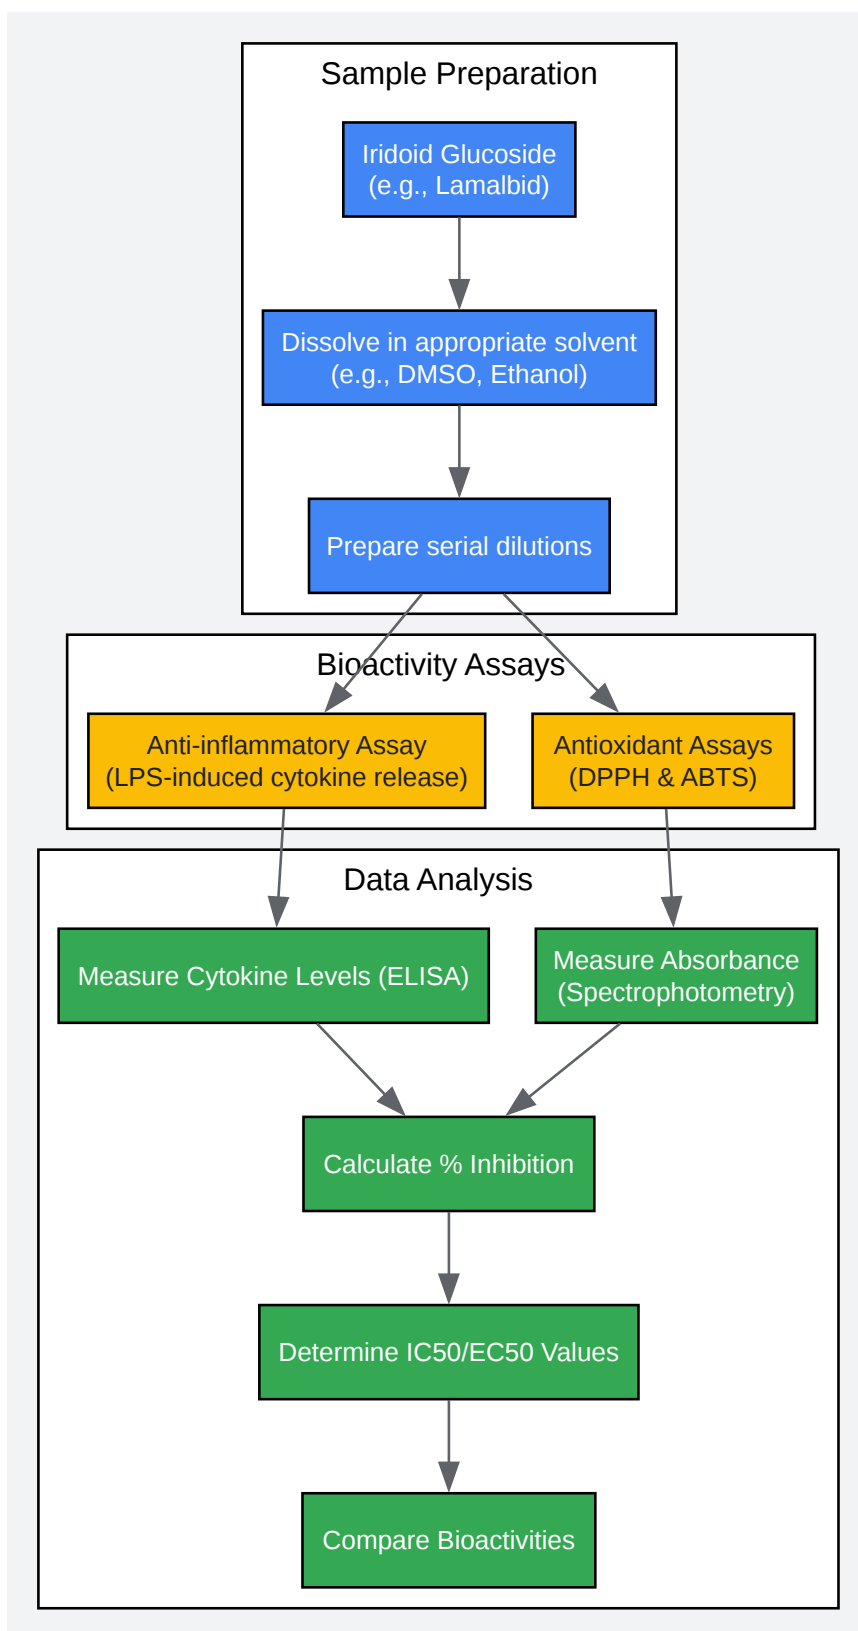 Sample Preparation
Iridoid Glucoside
(e.g., Lamalbid)
Dissolve in appropriate solvent
(e.g., DMSO, Ethanol)
Prepare serial dilutions
Bioactivity Assays
Anti-inflammatory Assay
(LPS-induced cytokine release)
Antioxidant Assays
(DPPH & ABTS)
Data Analysis
Measure Cytokine Levels (ELISA)
Measure Absorbance
(Spectrophotometry)
Calculate % Inhibition
Determine IC50/EC50 Values
Compare Bioactivities